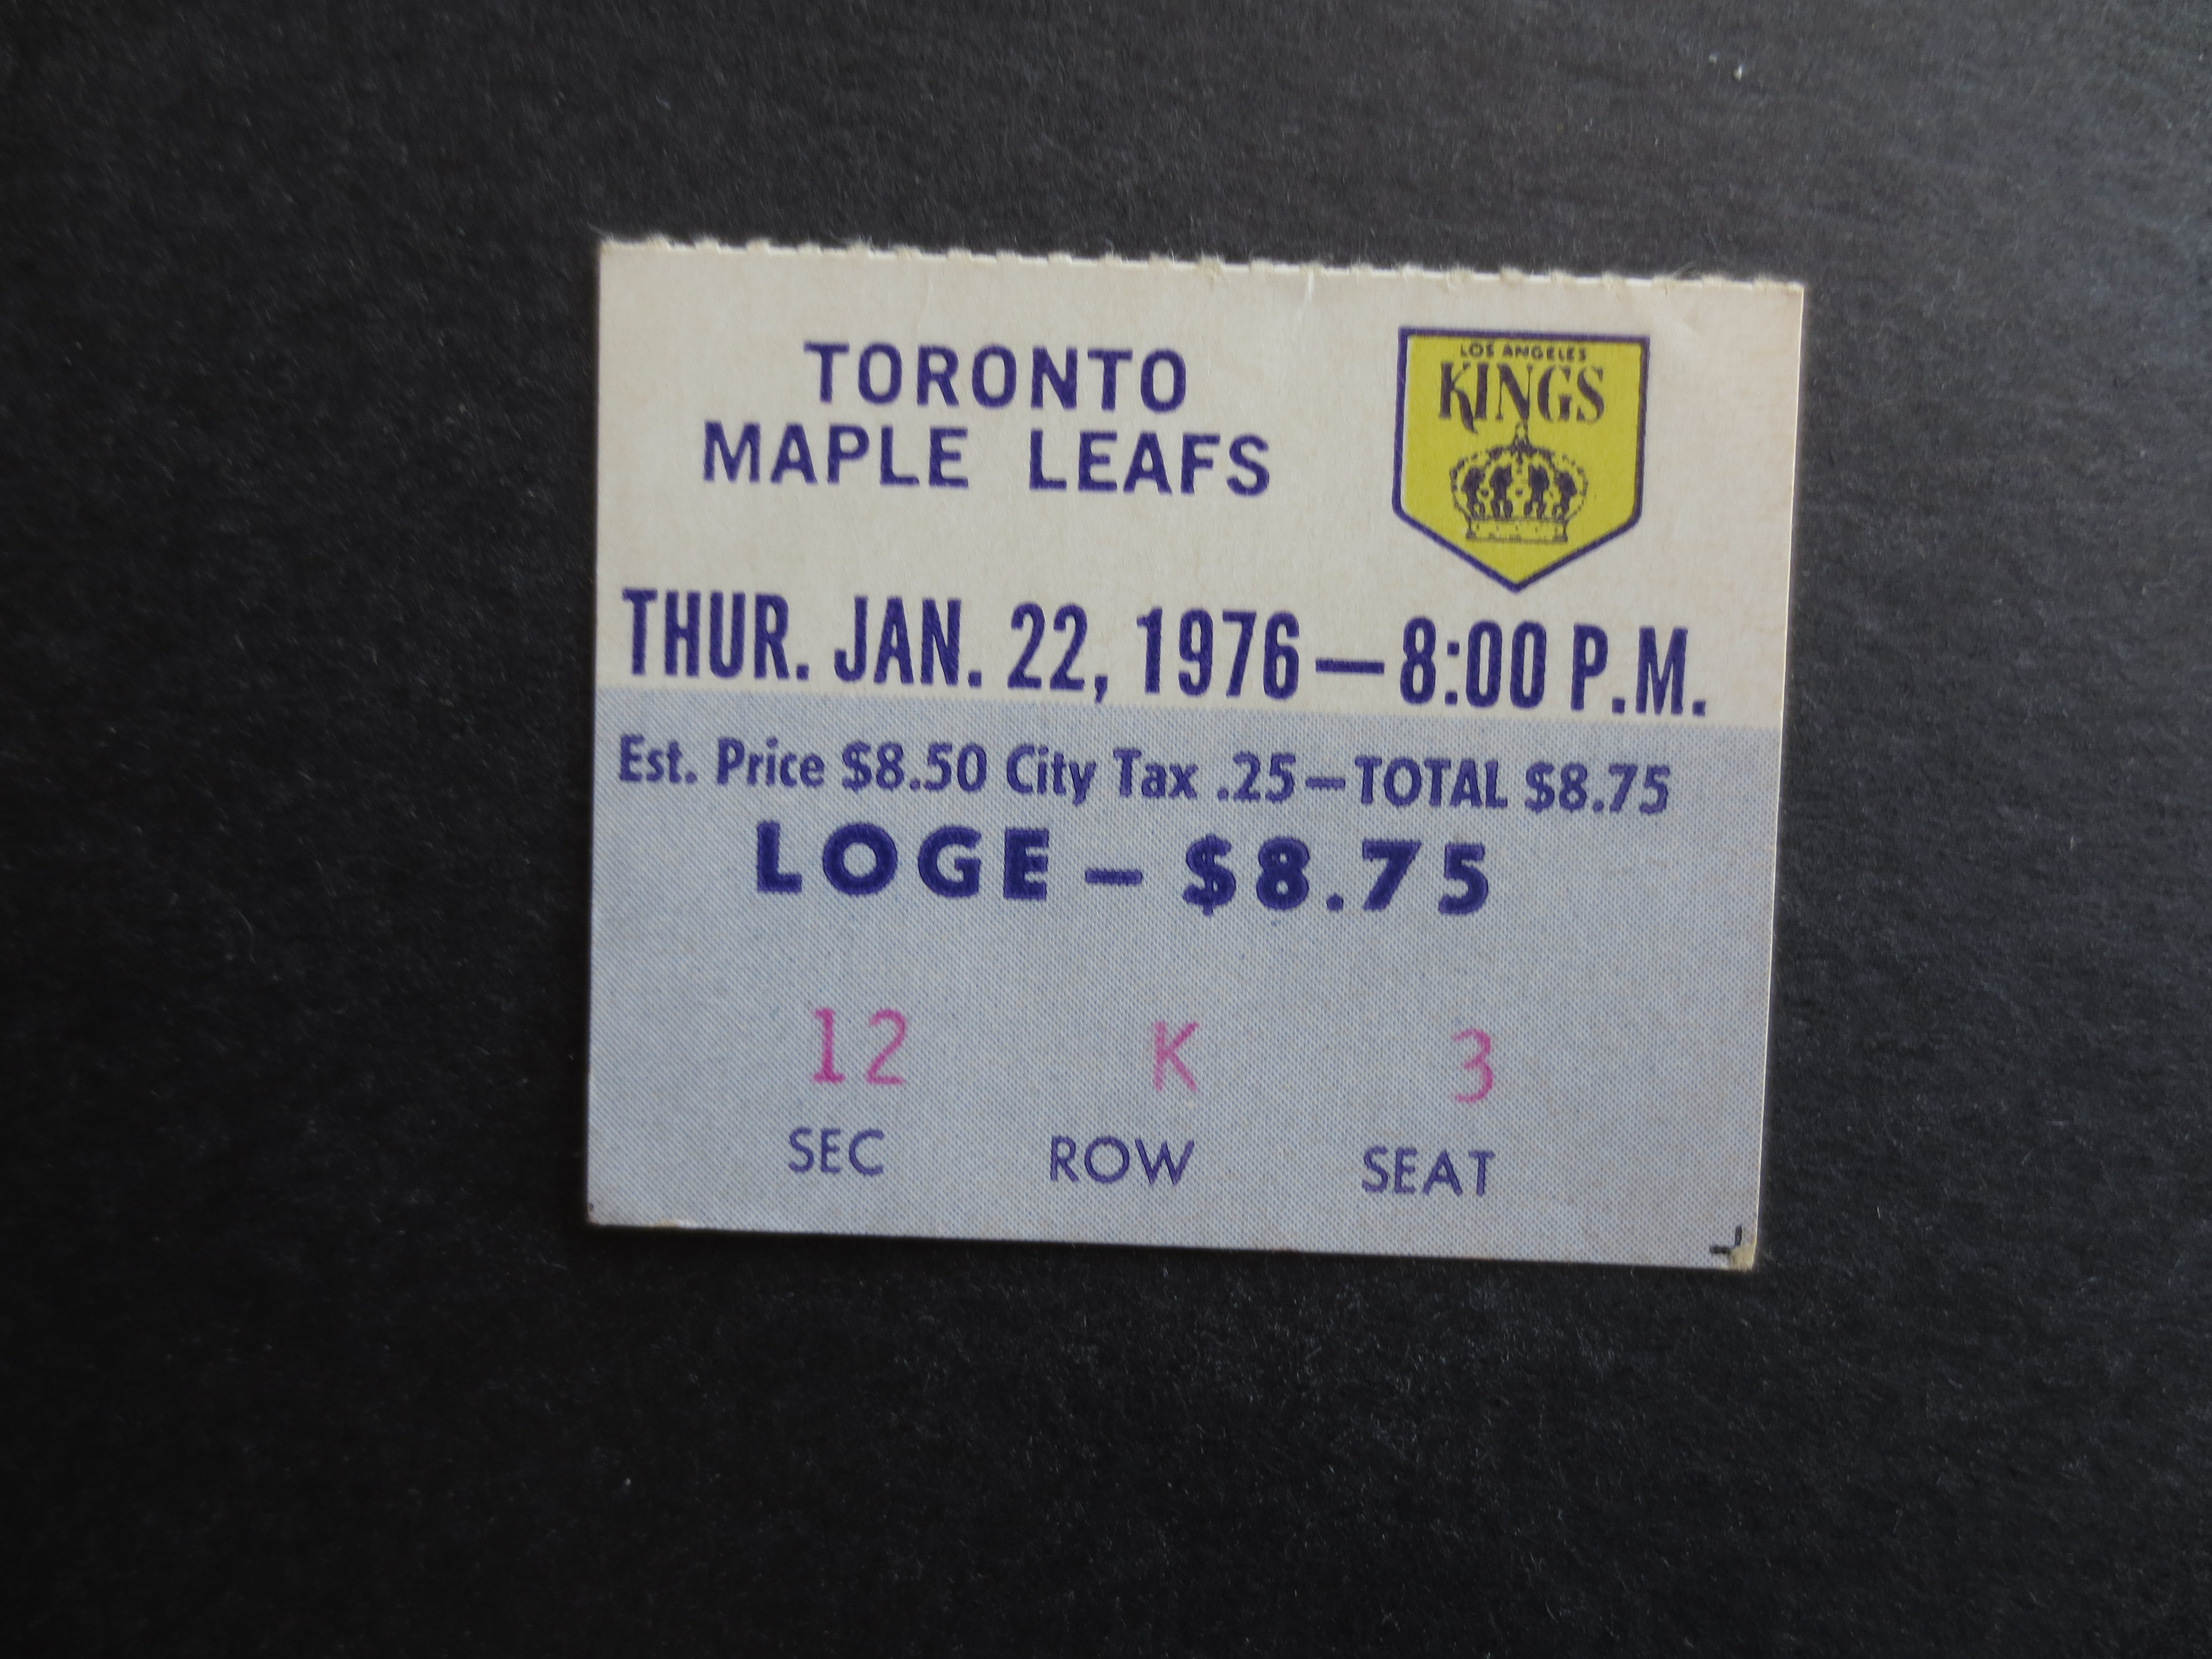 TORONTO
MAPLE LEAFS
LOS ANGELES
KINGS
THUR. JAN. 22, 1976—8:00 P.M.
Est. Price $8.50 City Tax .25—TOTAL $8.75
LOGE — $8.75
12 K 3
SEC ROW SEAT